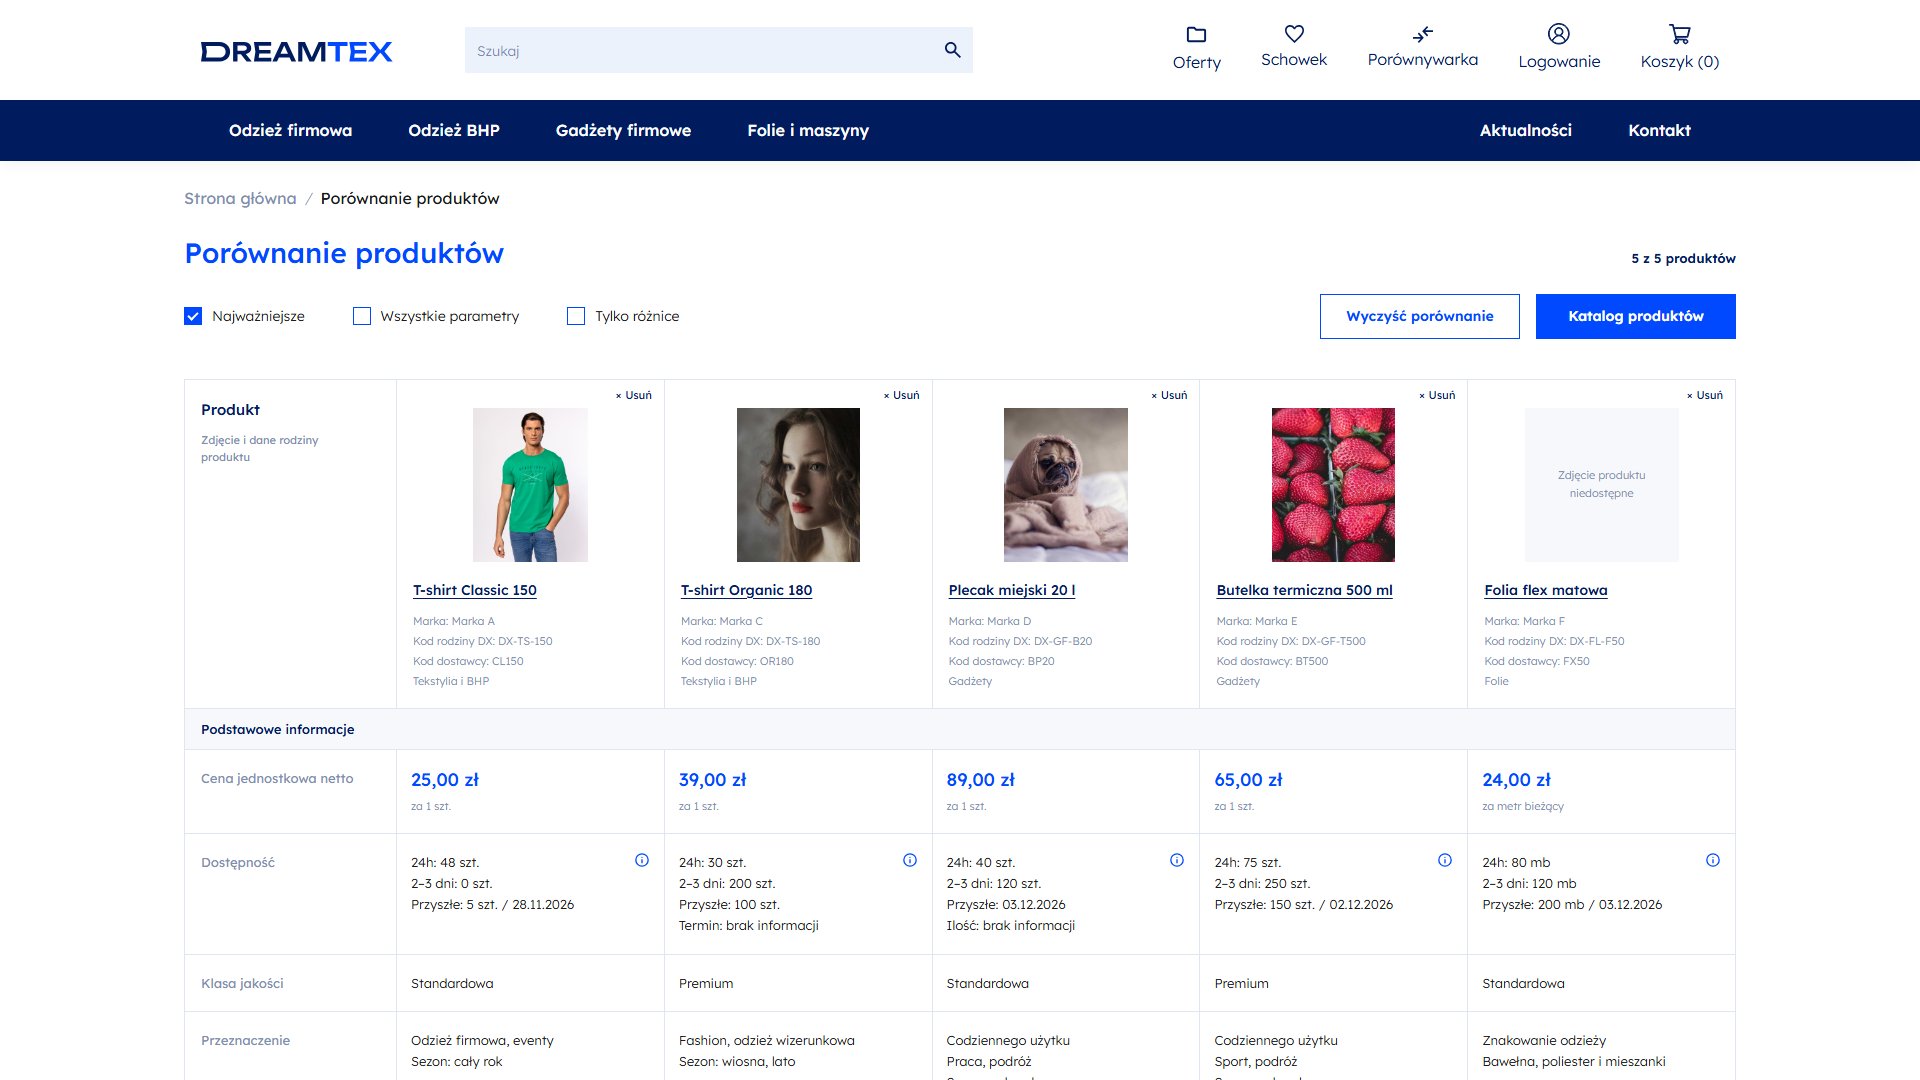 DREAMTEX
Szukaj
Oferty
Schowek
Porównywarka
Logowanie
Koszyk (0)
Odzież firmowa
Odzież BHP
Gadżety firmowe
Folie i maszyny
Aktualności
Kontakt
Strona główna / Porównanie produktów
Porównanie produktów
5 z 5 produktów
Najważniejsze
Wszystkie parametry
Tylko różnice
Wyczyść porównanie
Katalog produktów
Produkt
Zdjęcie i dane rodziny
produktu
× Usuń
T-shirt Classic 150
Marka: Marka A
Kod rodziny DX: DX-TS-150
Kod dostawcy: CL150
Tekstylia i BHP
× Usuń
T-shirt Organic 180
Marka: Marka C
Kod rodziny DX: DX-TS-180
Kod dostawcy: OR180
Tekstylia i BHP
× Usuń
Plecak miejski 20 l
Marka: Marka D
Kod rodziny DX: DX-GF-B20
Kod dostawcy: BP20
Gadżety
× Usuń
Butelka termiczna 500 ml
Marka: Marka E
Kod rodziny DX: DX-GF-T500
Kod dostawcy: BT500
Gadżety
× Usuń
Zdjęcie produktu
niedostępne
Folia flex matowa
Marka: Marka F
Kod rodziny DX: DX-FL-F50
Kod dostawcy: FX50
Folie
Podstawowe informacje
Cena jednostkowa netto
25,00 zł
za 1 szt.
39,00 zł
za 1 szt.
89,00 zł
za 1 szt.
65,00 zł
za 1 szt.
24,00 zł
za metr bieżący
Dostępność
24h: 48 szt.
2–3 dni: 0 szt.
Przyszłe: 5 szt. / 28.11.2026
24h: 30 szt.
2–3 dni: 200 szt.
Przyszłe: 100 szt.
Termin: brak informacji
24h: 40 szt.
2–3 dni: 120 szt.
Przyszłe: 03.12.2026
Ilość: brak informacji
24h: 75 szt.
2–3 dni: 250 szt.
Przyszłe: 150 szt. / 02.12.2026
24h: 80 mb
2–3 dni: 120 mb
Przyszłe: 200 mb / 03.12.2026
Klasa jakości
Standardowa
Premium
Standardowa
Premium
Standardowa
Przeznaczenie
Odzież firmowa, eventy
Sezon: cały rok
Fashion, odzież wizerunkowa
Sezon: wiosna, lato
Codziennego użytku
Praca, podróż
Codziennego użytku
Sport, podróż
Znakowanie odzieży
Bawełna, poliester i mieszanki